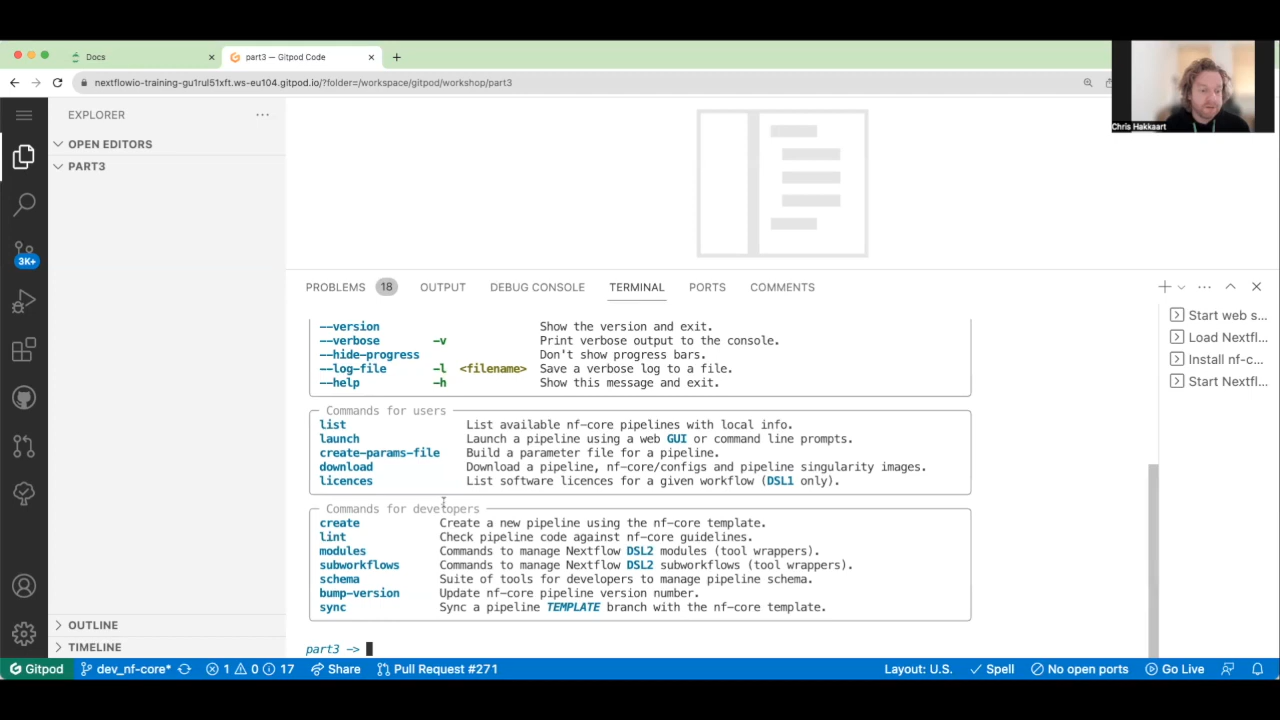 Docs
part3 — Gitpod Code
nextflowio-training-gu1rul51xft.ws-eu104.gitpod.io/?folder=/workspace/gitpod/workshop/part3
Chris Hakkaart
EXPLORER
OPEN EDITORS
PART3
3K+
PROBLEMS 18 OUTPUT DEBUG CONSOLE TERMINAL PORTS COMMENTS
--version Show the version and exit.
--verbose -v Print verbose output to the console.
--hide-progress Don't show progress bars.
--log-file -l <filename> Save a verbose log to a file.
--help -h Show this message and exit.
Commands for users
list List available nf-core pipelines with local info.
launch Launch a pipeline using a web GUI or command line prompts.
create-params-file Build a parameter file for a pipeline.
download Download a pipeline, nf-core/configs and pipeline singularity images.
licences List software licences for a given workflow (DSL1 only).
Commands for developers
create Create a new pipeline using the nf-core template.
lint Check pipeline code against nf-core guidelines.
modules Commands to manage Nextflow DSL2 modules (tool wrappers).
subworkflows Commands to manage Nextflow DSL2 subworkflows (tool wrappers).
schema Suite of tools for developers to manage pipeline schema.
bump-version Update nf-core pipeline version number.
sync Sync a pipeline TEMPLATE branch with the nf-core template.
part3 ->
Start web s...
Load Nextfl...
Install nf-c...
Start Nextfl...
OUTLINE
TIMELINE
Gitpod dev_nf-core* 1 0 17 Share Pull Request #271 Layout: U.S. Spell No open ports Go Live